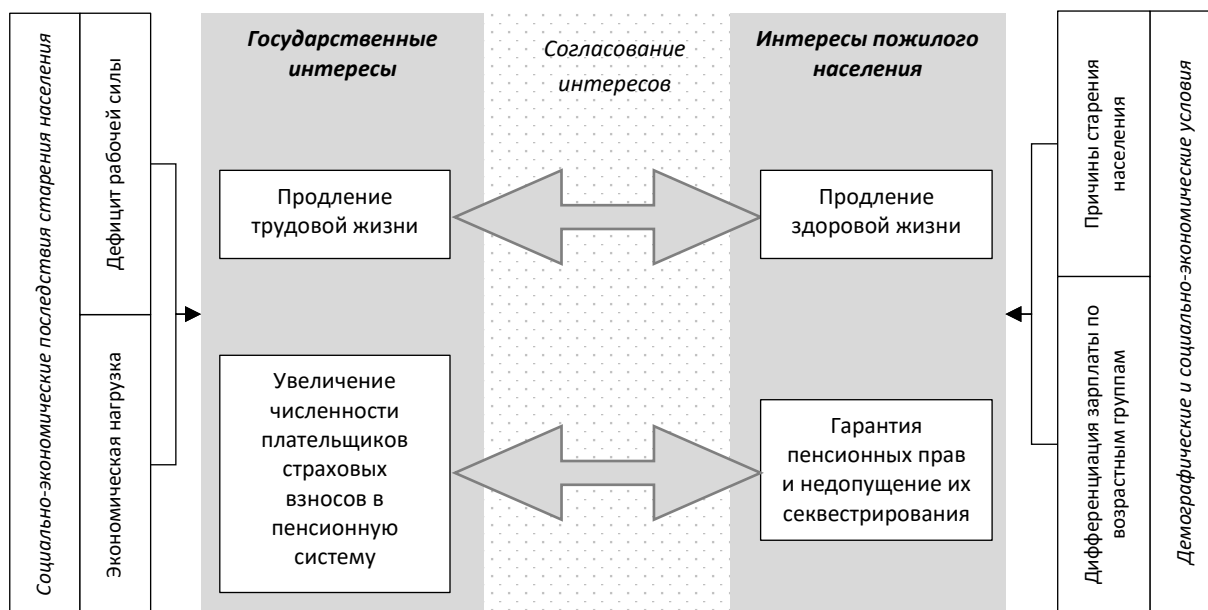 Социально-экономические последствия старения населения
Дефицит рабочей силы
Экономическая нагрузка
Государственные
интересы
Продление
трудовой жизни
Увеличение
численности
плательщиков
страховых
взносов в
пенсионную
систему
Согласование
интересов
Интересы пожилого
населения
Продление
здоровой жизни
Гарантия
пенсионных прав
и недопущение их
секвестрирования
Причины старения
населения
Дифференциация зарплаты по
возрастным группам
Демографические и социально-экономические условия